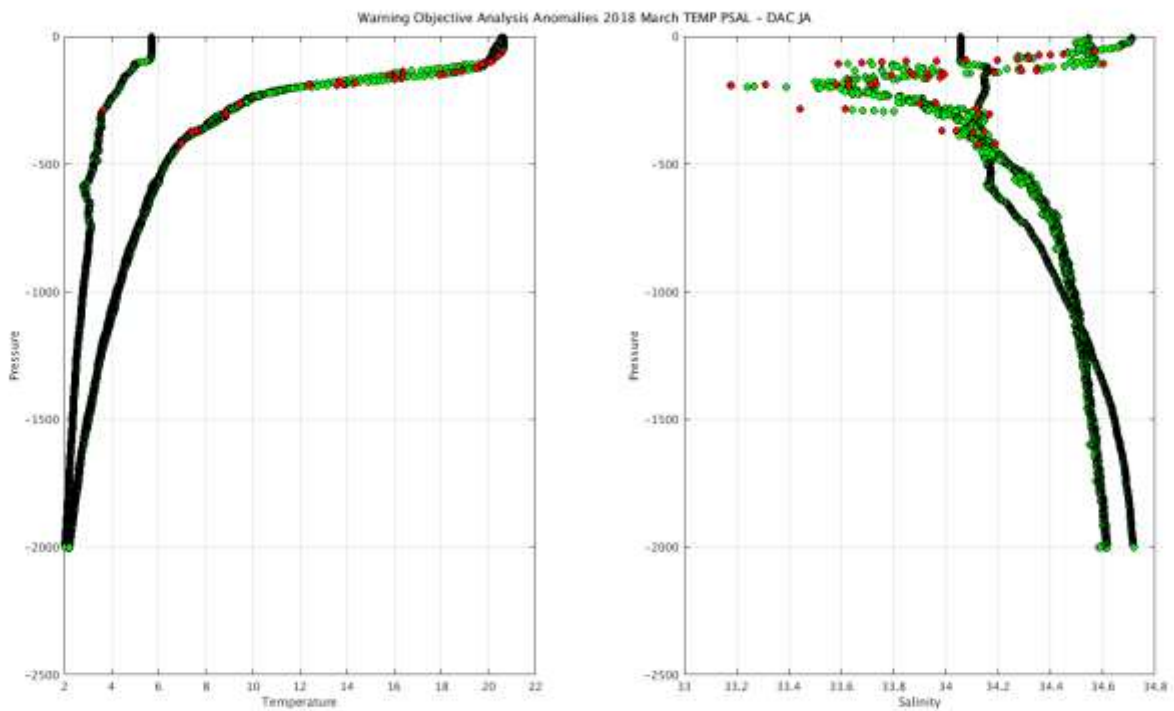 Warning Objective Analysis Anomalies 2018 March TEMP PSAL - DAC JA
0
-500
-1000
-1500
-2000
-2500
Pressure
2 4 6 8 10 12 14 16 18 20 22
Temperature
0
-500
-1000
-1500
-2000
-2500
Pressure
33 33.2 33.4 33.6 33.8 34 34.2 34.4 34.6 34.8
Salinity